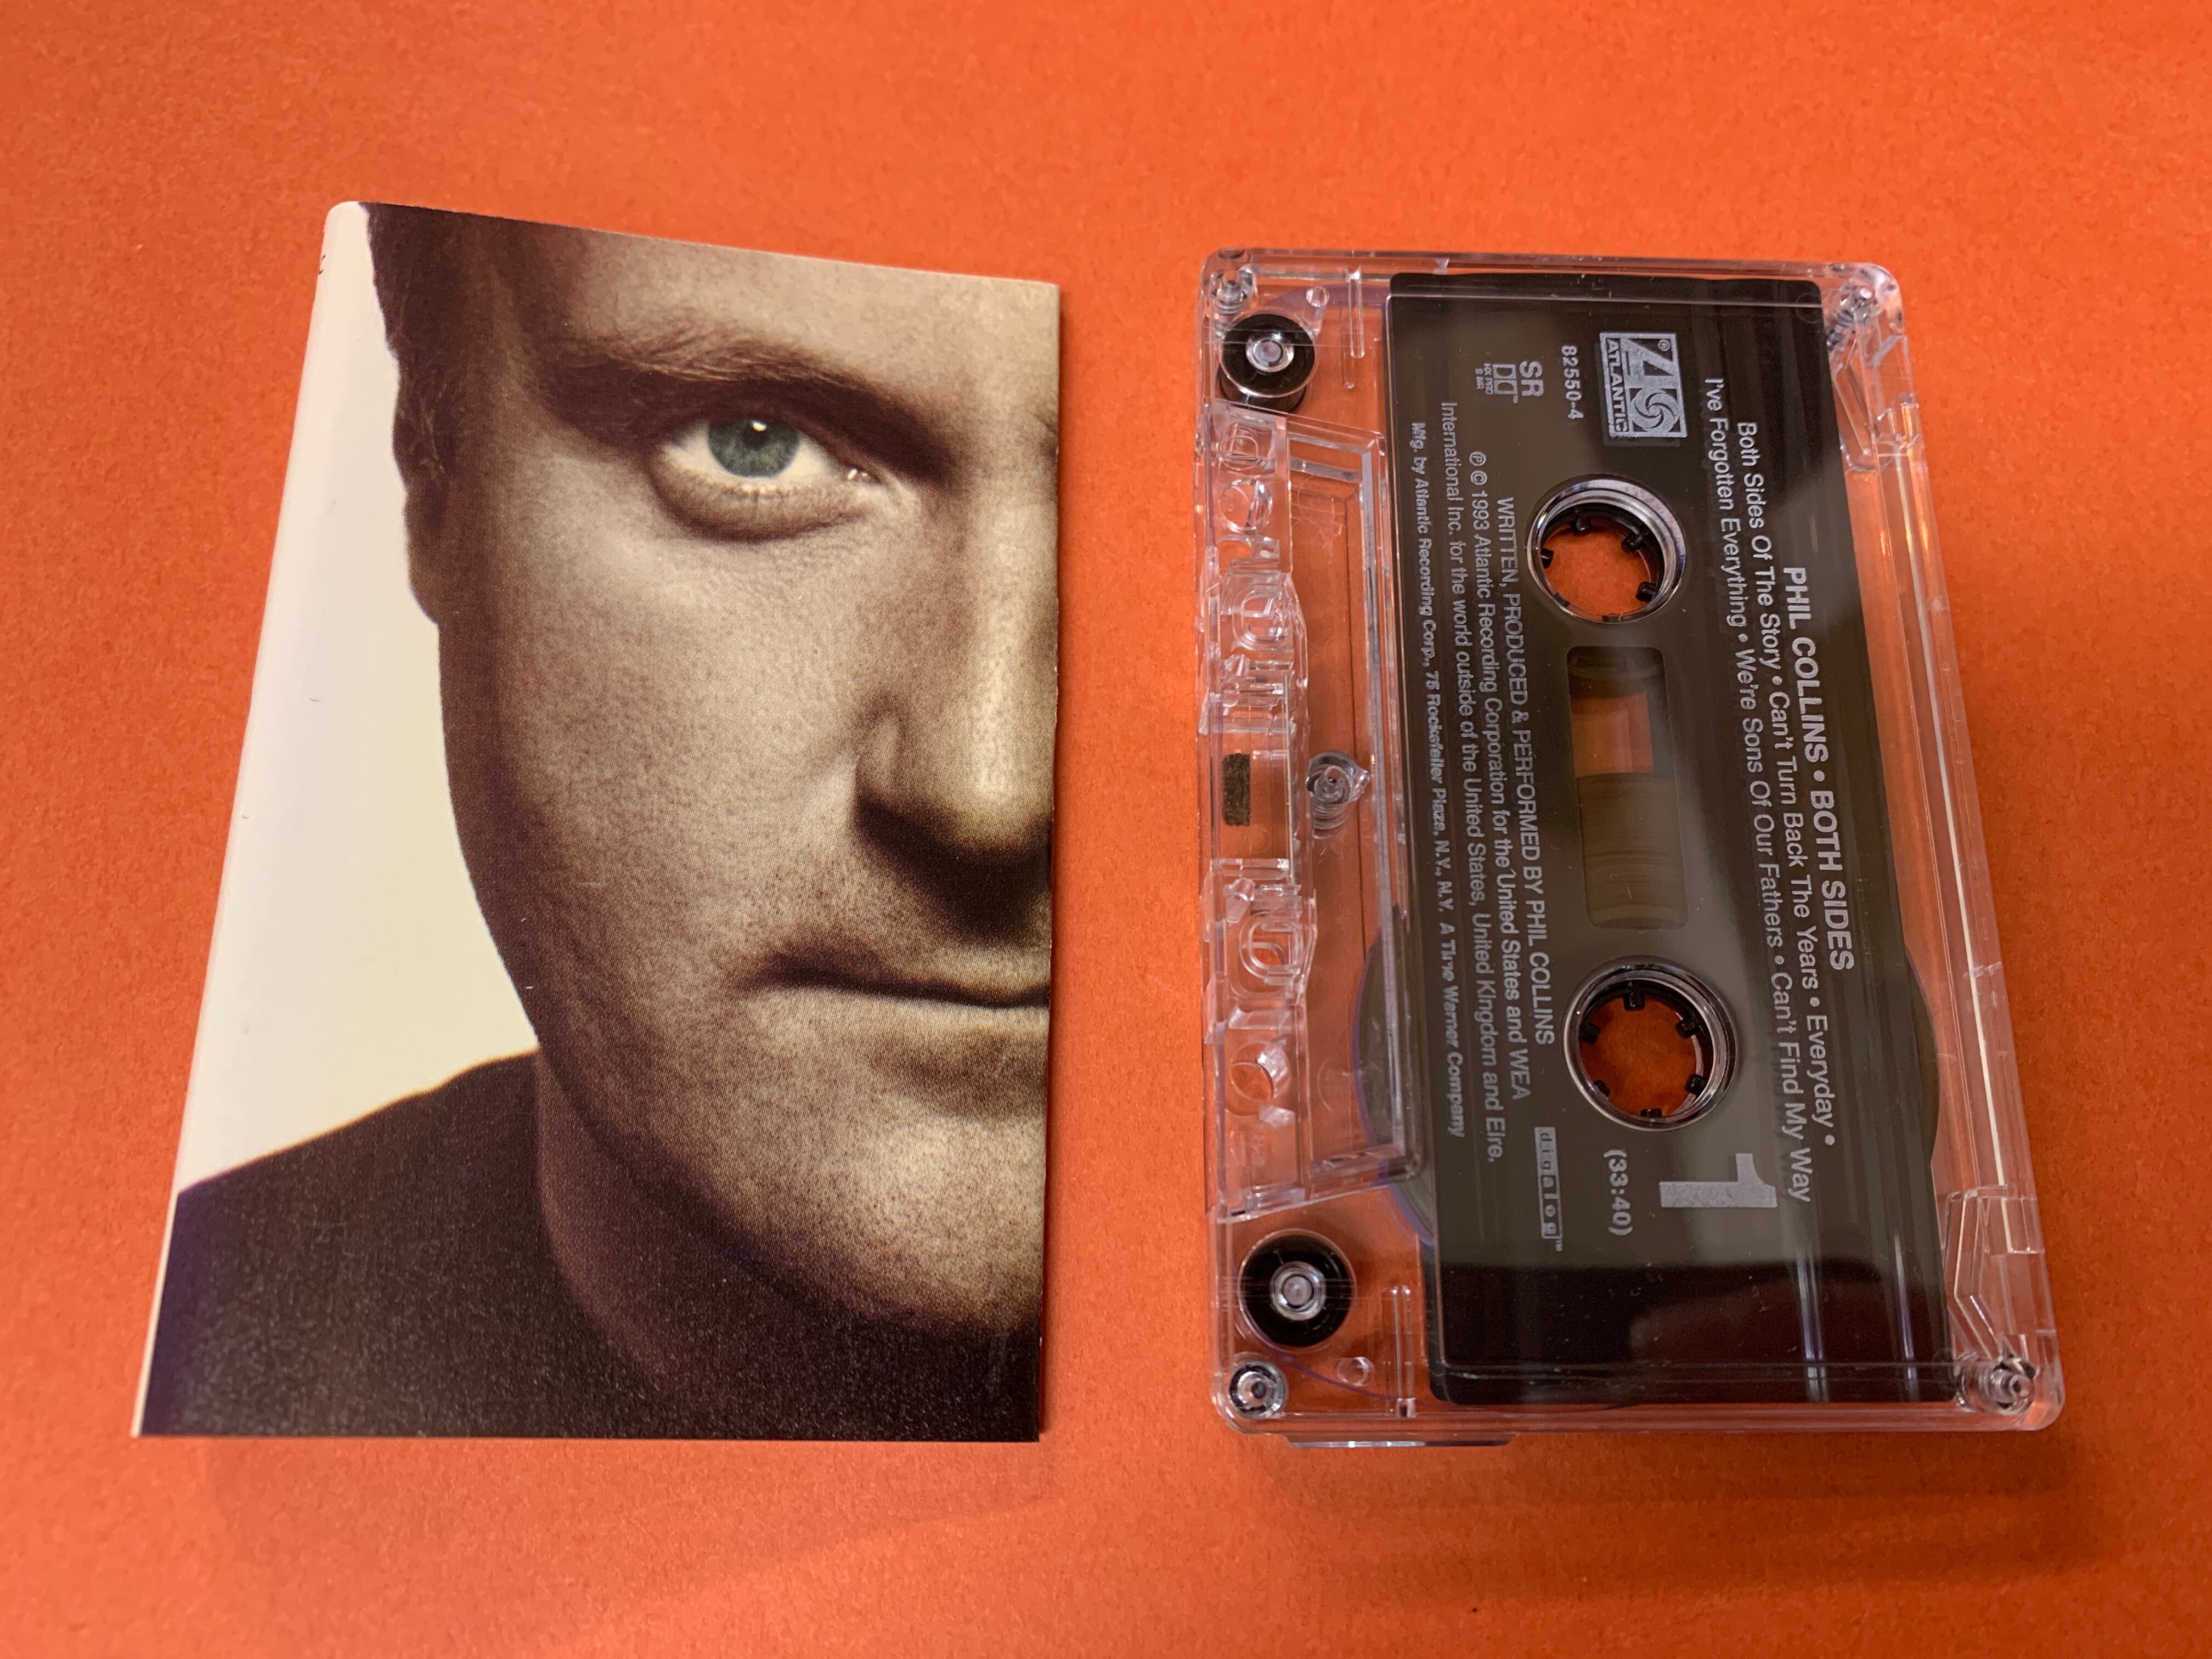 PHIL COLLINS • BOTH SIDES
Both Sides Of The Story • Can't Turn Back The Years • Everyday •
I've Forgotten Everything • We're Sons Of Our Fathers • Can't Find My Way
ATLANTIC
®
1
82550-4
(33:40)
SR
HX PRO
B NR
digalog™
WRITTEN, PRODUCED & PERFORMED BY PHIL COLLINS
℗ © 1993 Atlantic Recording Corporation for the United States and WEA
International Inc. for the world outside of the United States, United Kingdom and Eire.
Mfg. by Atlantic Recording Corp., 75 Rockefeller Plaza, N.Y., N.Y. A Time Warner Company